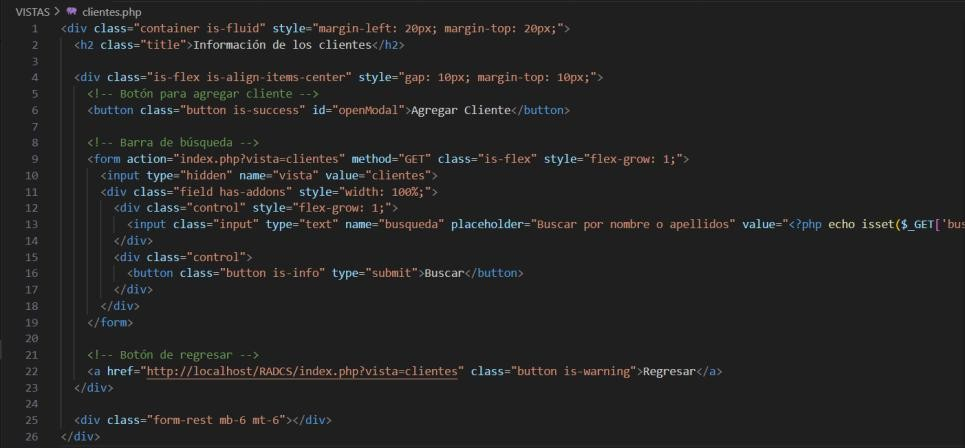 VISTAS > clientes.php
1 <div class="container is-fluid" style="margin-left: 20px; margin-top: 20px;">
2 <h2 class="title">Información de los clientes</h2>
3
4 <div class="is-flex is-align-items-center" style="gap: 10px; margin-top: 10px;">
5 <!-- Botón para agregar cliente -->
6 <button class="button is-success" id="openModal">Agregar Cliente</button>
7
8 <!-- Barra de búsqueda -->
9 <form action="index.php?vista=clientes" method="GET" class="is-flex" style="flex-grow: 1;">
10 <input type="hidden" name="vista" value="clientes">
11 <div class="field has-addons" style="width: 100%;">
12 <div class="control" style="flex-grow: 1;">
13 <input class="input" type="text" name="busqueda" placeholder="Buscar por nombre o apellidos" value="<?php echo isset($_GET['bus
14 </div>
15 <div class="control">
16 <button class="button is-info" type="submit">Buscar</button>
17 </div>
18 </div>
19 </form>
20
21 <!-- Botón de regresar -->
22 <a href="http://localhost/RADCS/index.php?vista=clientes" class="button is-warning">Regresar</a>
23 </div>
24
25 <div class="form-rest mb-6 mt-6"></div>
26 </div>